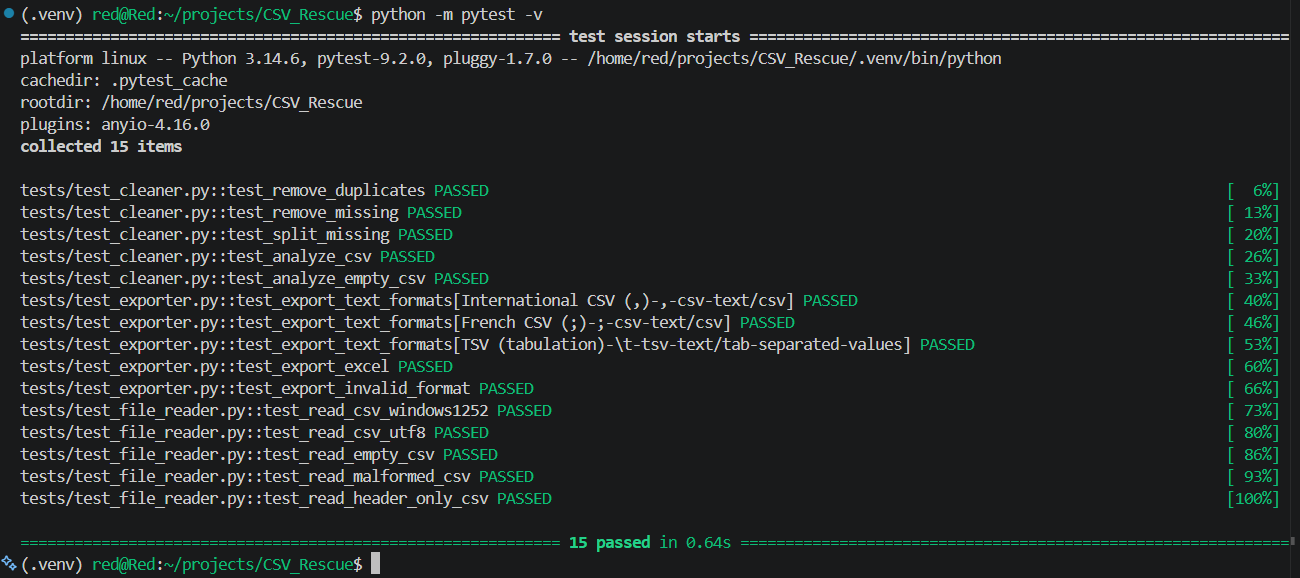 (.venv) red@Red:~/projects/CSV_Rescue$ python -m pytest -v
============================================================ test session starts ============================================================
platform linux -- Python 3.14.6, pytest-9.2.0, pluggy-1.7.0 -- /home/red/projects/CSV_Rescue/.venv/bin/python
cachedir: .pytest_cache
rootdir: /home/red/projects/CSV_Rescue
plugins: anyio-4.16.0
collected 15 items
tests/test_cleaner.py::test_remove_duplicates PASSED [  6%]
tests/test_cleaner.py::test_remove_missing PASSED [ 13%]
tests/test_cleaner.py::test_split_missing PASSED [ 20%]
tests/test_cleaner.py::test_analyze_csv PASSED [ 26%]
tests/test_cleaner.py::test_analyze_empty_csv PASSED [ 33%]
tests/test_exporter.py::test_export_text_formats[International CSV (,)-,-csv-text/csv] PASSED [ 40%]
tests/test_exporter.py::test_export_text_formats[French CSV (;)-;-csv-text/csv] PASSED [ 46%]
tests/test_exporter.py::test_export_text_formats[TSV (tabulation)-\t-tsv-text/tab-separated-values] PASSED [ 53%]
tests/test_exporter.py::test_export_excel PASSED [ 60%]
tests/test_exporter.py::test_export_invalid_format PASSED [ 66%]
tests/test_file_reader.py::test_read_csv_windows1252 PASSED [ 73%]
tests/test_file_reader.py::test_read_csv_utf8 PASSED [ 80%]
tests/test_file_reader.py::test_read_empty_csv PASSED [ 86%]
tests/test_file_reader.py::test_read_malformed_csv PASSED [ 93%]
tests/test_file_reader.py::test_read_header_only_csv PASSED [100%]
============================================================ 15 passed in 0.64s =============================================================
(.venv) red@Red:~/projects/CSV_Rescue$